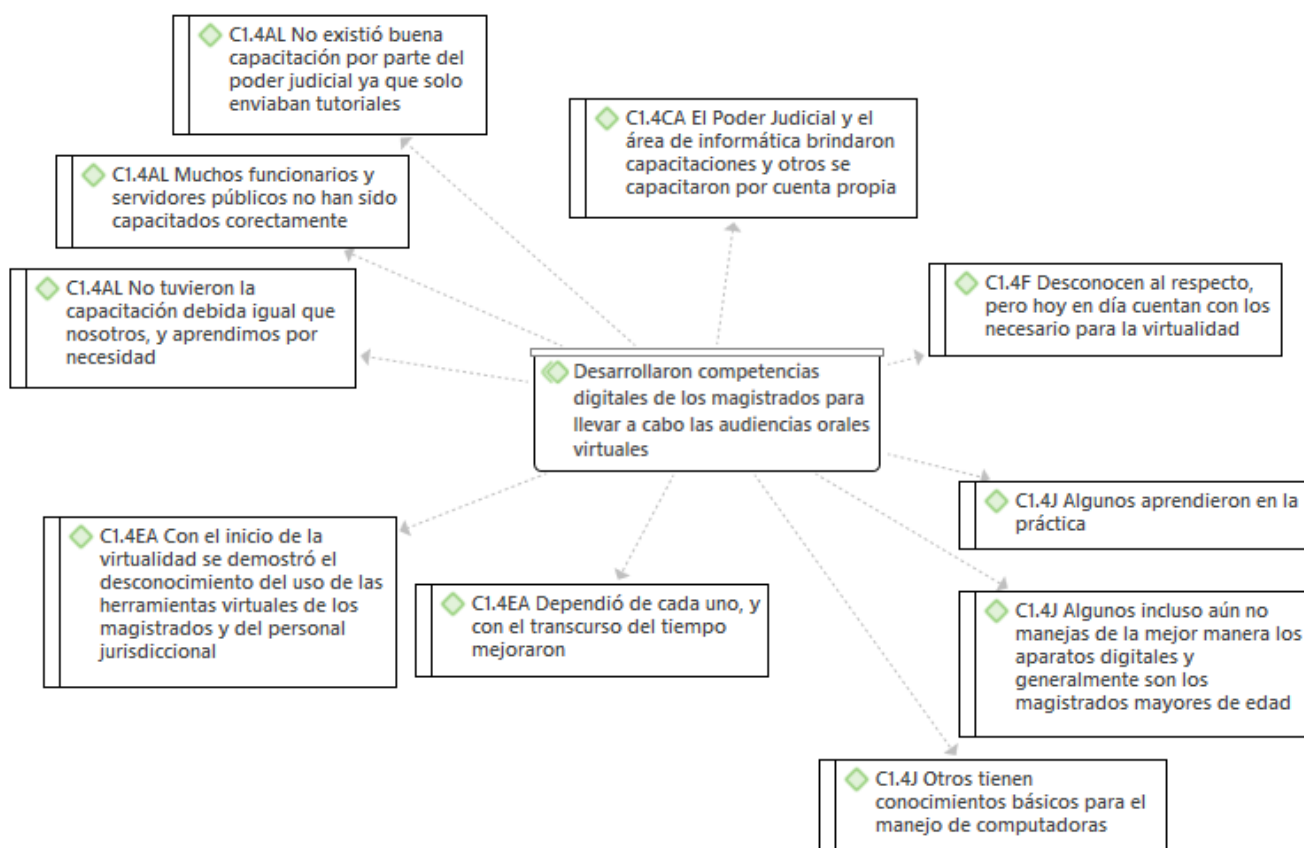 C1.4AL No existió buena
capacitación por parte del
poder judicial ya que solo
enviaban tutoriales
C1.4CA El Poder Judicial y el
área de informática brindaron
capacitaciones y otros se
capacitaron por cuenta propia
C1.4AL Muchos funcionarios y
servidores públicos no han sido
capacitados corectamente
C1.4AL No tuvieron la
capacitación debida igual que
nosotros, y aprendimos por
necesidad
C1.4F Desconocen al respecto,
pero hoy en día cuentan con los
necesario para la virtualidad
Desarrollaron competencias
digitales de los magistrados para
llevar a cabo las audiencias orales
virtuales
C1.4J Algunos aprendieron en la
práctica
C1.4EA Con el inicio de la
virtualidad se demostró el
desconocimiento del uso de las
herramientas virtuales de los
magistrados y del personal
jurisdiccional
C1.4EA Dependió de cada uno, y
con el transcurso del tiempo
mejoraron
C1.4J Algunos incluso aún no
manejas de la mejor manera los
aparatos digitales y
generalmente son los
magistrados mayores de edad
C1.4J Otros tienen
conocimientos básicos para el
manejo de computadoras